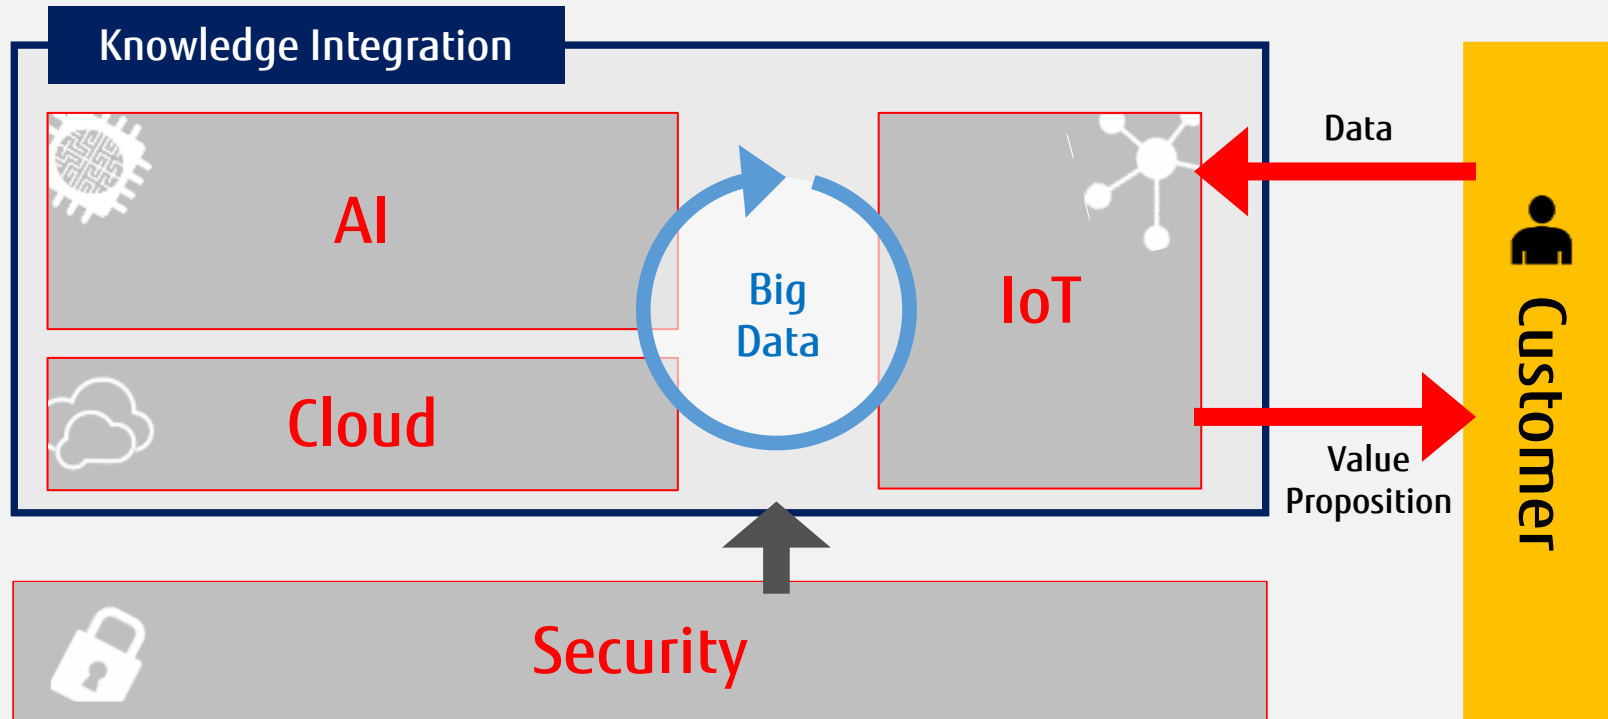 Knowledge Integration
AI
Big
Data
IoT
Cloud
Data
Value
Proposition
Customer
Security